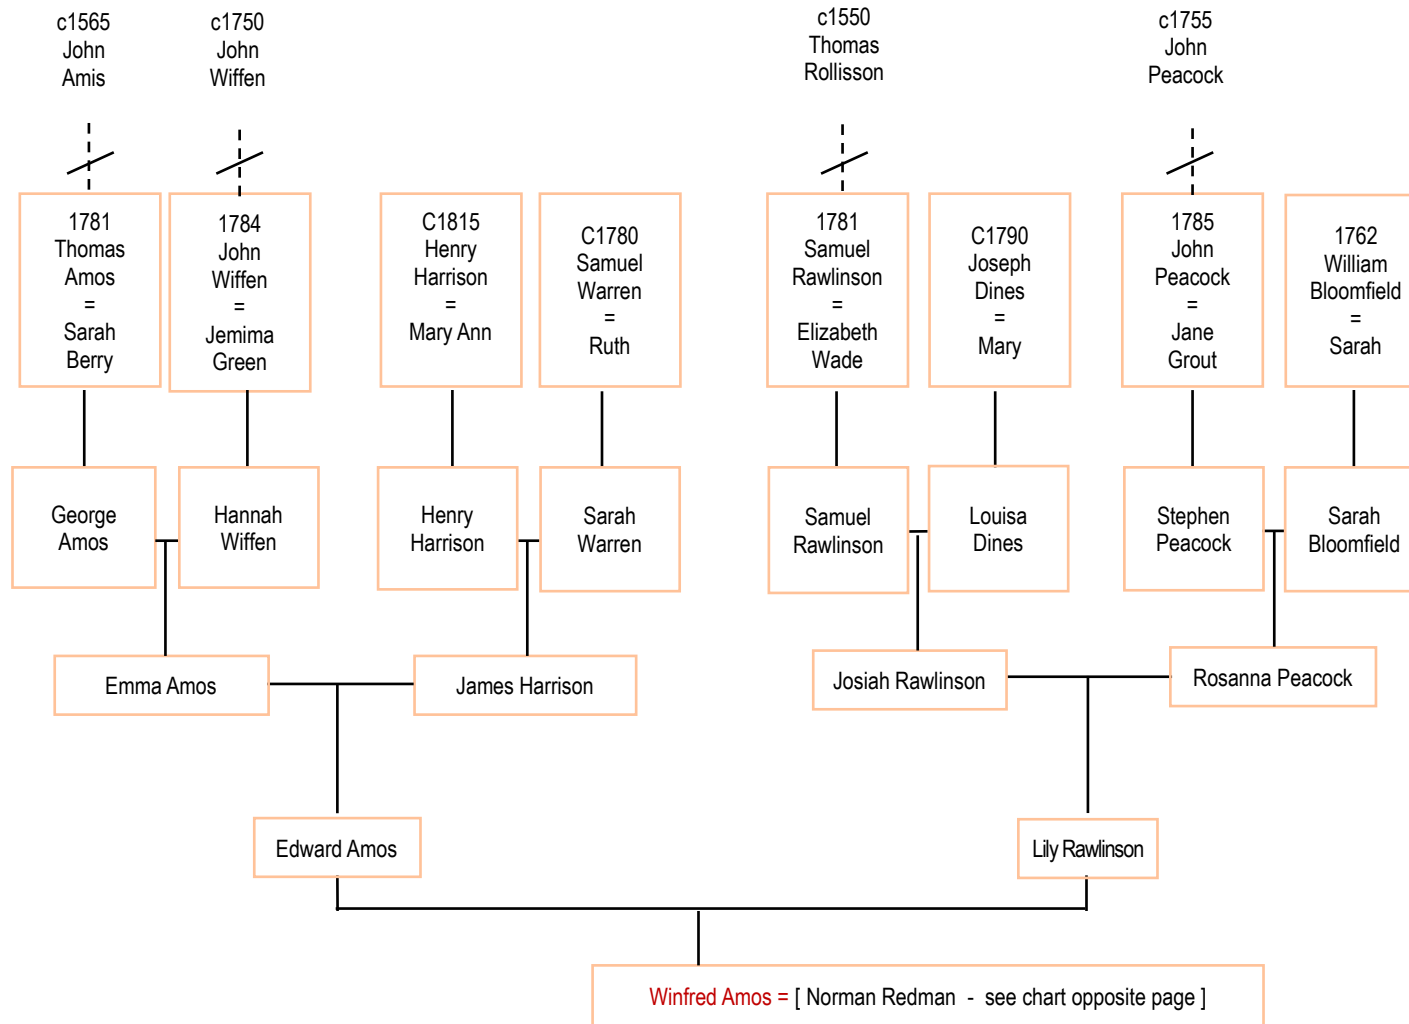 c1565
John
Amis
c1750
John
Wiffen
c1550
Thomas
Rollisson
c1755
John
Peacock
1781
Thomas
Amos
=
Sarah
Berry
1784
John
Wiffen
=
Jemima
Green
C1815
Henry
Harrison
=
Mary Ann
C1780
Samuel
Warren
=
Ruth
1781
Samuel
Rawlinson
=
Elizabeth
Wade
C1790
Joseph
Dines
=
Mary
1785
John
Peacock
=
Jane
Grout
1762
William
Bloomfield
=
Sarah
George
Amos
Hannah
Wiffen
Henry
Harrison
Sarah
Warren
Samuel
Rawlinson
Louisa
Dines
Stephen
Peacock
Sarah
Bloomfield
Emma Amos
James Harrison
Josiah Rawlinson
Rosanna Peacock
Edward Amos
Lily Rawlinson
Winfred Amos = [ Norman Redman - see chart opposite page ]